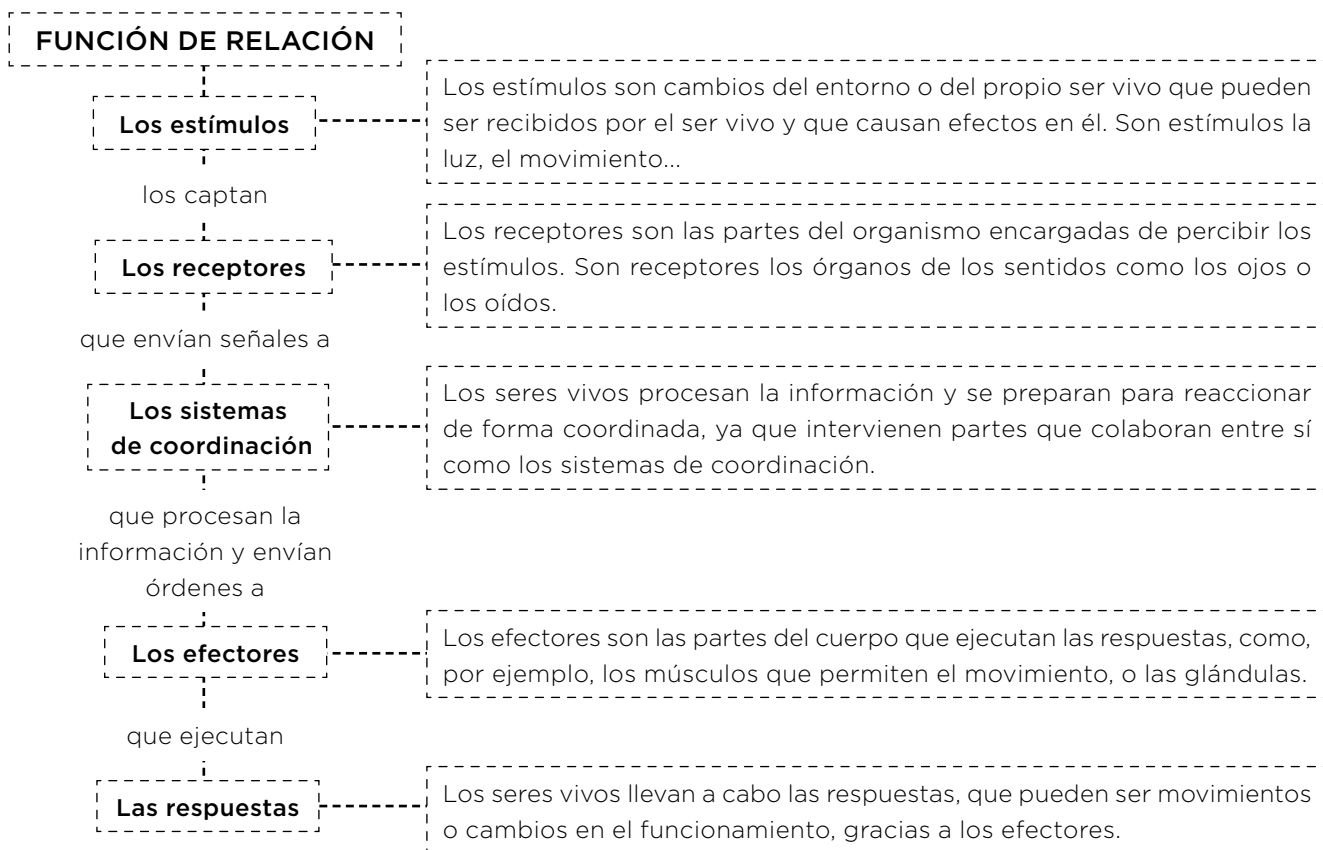 FUNCIÓN DE RELACIÓN
Los estímulos
Los estímulos son cambios del entorno o del propio ser vivo que pueden
ser recibidos por el ser vivo y que causan efectos en él. Son estímulos la
luz, el movimiento...
los captan
Los receptores
Los receptores son las partes del organismo encargadas de percibir los
estímulos. Son receptores los órganos de los sentidos como los ojos o
los oídos.
que envían señales a
Los sistemas
de coordinación
Los seres vivos procesan la información y se preparan para reaccionar
de forma coordinada, ya que intervienen partes que colaboran entre sí
como los sistemas de coordinación.
que procesan la
información y envían
órdenes a
Los efectores
Los efectores son las partes del cuerpo que ejecutan las respuestas, como,
por ejemplo, los músculos que permiten el movimiento, o las glándulas.
que ejecutan
Las respuestas
Los seres vivos llevan a cabo las respuestas, que pueden ser movimientos
o cambios en el funcionamiento, gracias a los efectores.